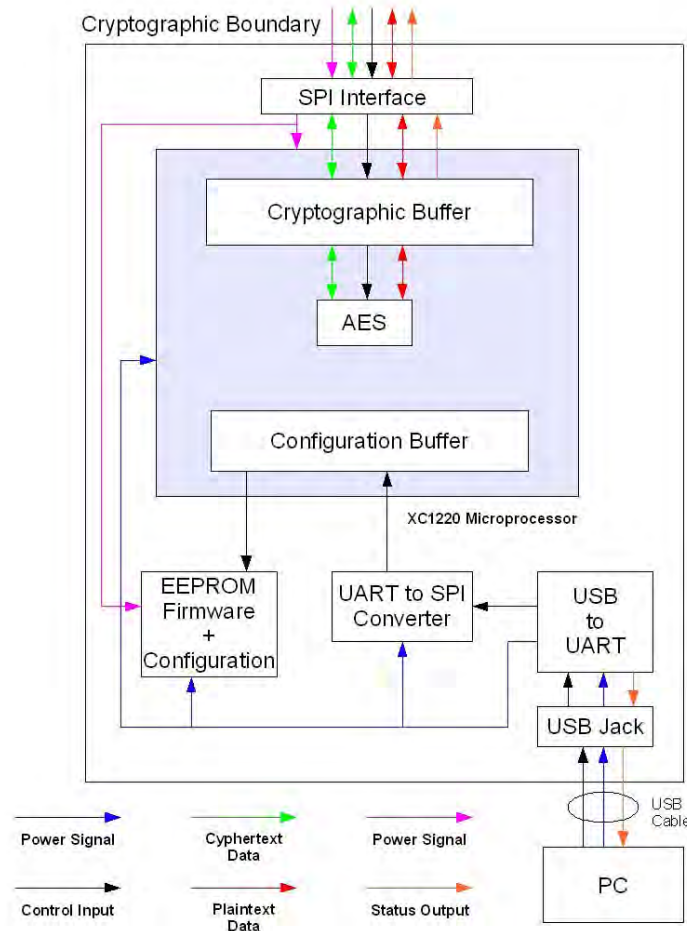 Cryptographic Boundary
SPI Interface
Cryptographic Buffer
AES
Configuration Buffer
XC1220 Microprocessor
EEPROM
Firmware
+
Configuration
UART to SPI
Converter
USB
to
UART
USB Jack
USB
Cable
PC
Power Signal
Cyphertext
Data
Power Signal
Control Input
Plaintext
Data
Status Output